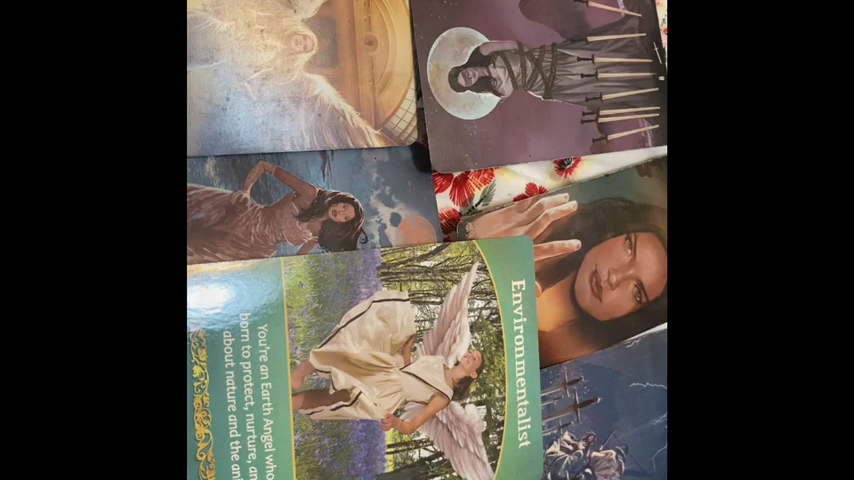 Environmentalist
You're an Earth Angel who
born to protect, nurture, an
about nature and the ani